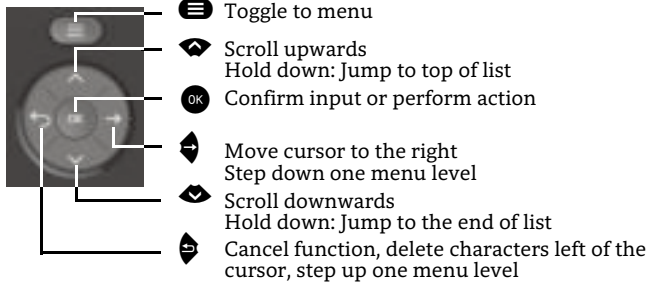 Toggle to menu
Scroll upwards
Hold down: Jump to top of list
OK
Confirm input or perform action
Move cursor to the right
Step down one menu level
Scroll downwards
Hold down: Jump to the end of list
Cancel function, delete characters left of the
cursor, step up one menu level